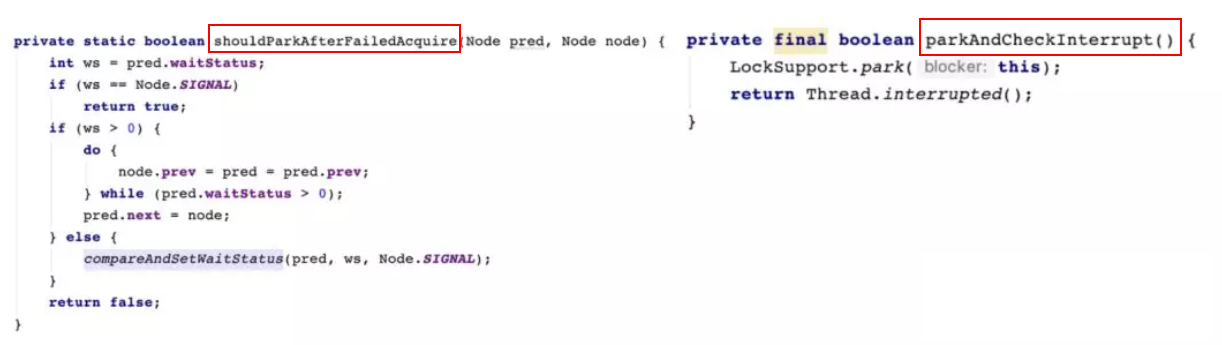 private static boolean shouldParkAfterFailedAcquire(Node pred, Node node) {
int ws = pred.waitStatus;
if (ws == Node.SIGNAL)
return true;
if (ws > 0) {
do {
node.prev = pred = pred.prev;
} while (pred.waitStatus > 0);
pred.next = node;
} else {
compareAndSetWaitStatus(pred, ws, Node.SIGNAL);
}
return false;
}
private final boolean parkAndCheckInterrupt() {
LockSupport.park( blocker: this);
return Thread.interrupted();
}